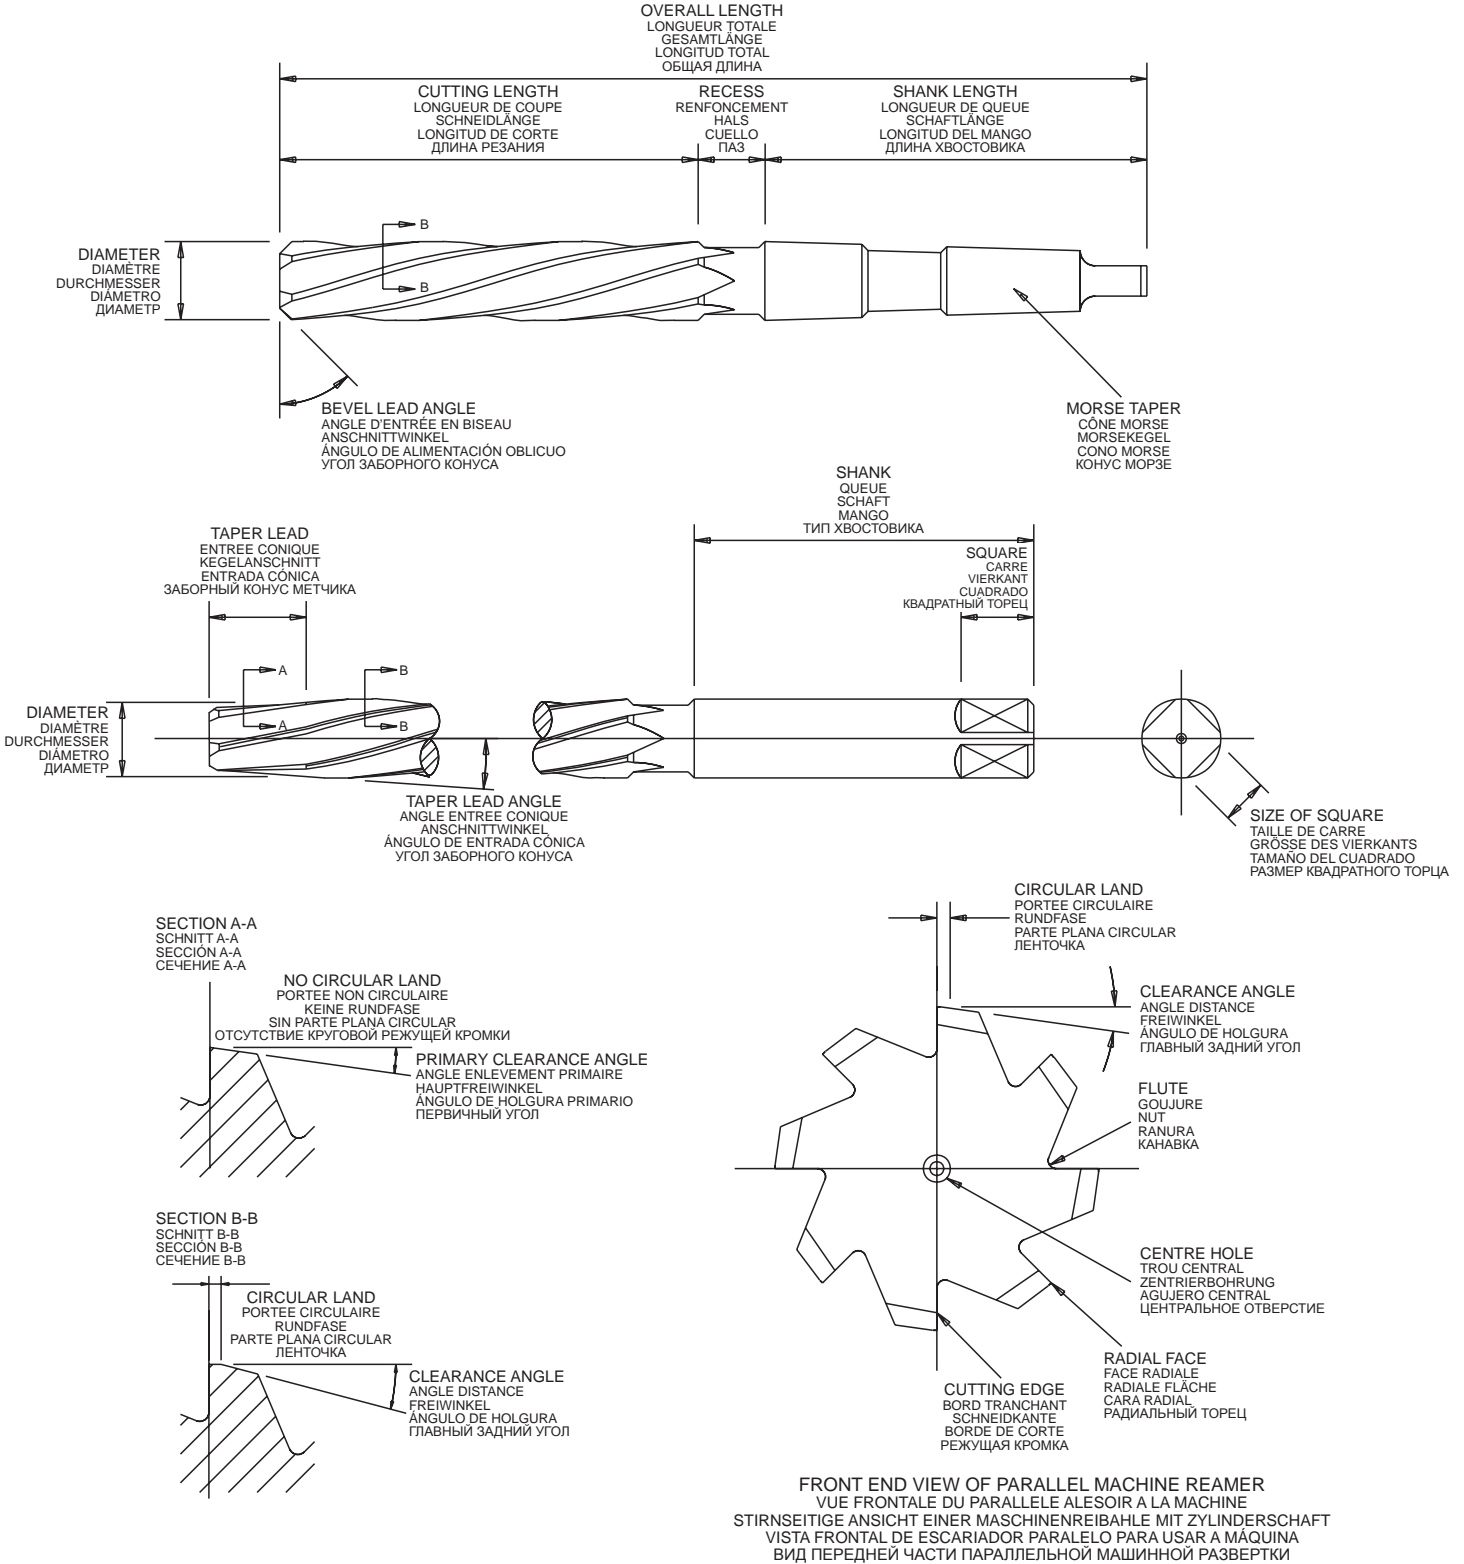 OVERALL LENGTH
LONGUEUR TOTALE
GESAMTLÄNGE
LONGITUD TOTAL
ОБЩАЯ ДЛИНА
CUTTING LENGTH
LONGUEUR DE COUPE
SCHNEIDLÄNGE
LONGITUD DE CORTE
ДЛИНА РЕЗАНИЯ
RECESS
RENFONCEMENT
HALS
CUELLO
ПАЗ
SHANK LENGTH
LONGUEUR DE QUEUE
SCHAFTLÄNGE
LONGITUD DEL MANGO
ДЛИНА ХВОСТОВИКА
B
B
DIAMETER
DIAMÈTRE
DURCHMESSER
DIÁMETRO
ДИАМЕТР
BEVEL LEAD ANGLE
ANGLE D'ENTRÉE EN BISEAU
ANSCHNITTWINKEL
ÁNGULO DE ALIMENTACIÓN OBLICUO
УГОЛ ЗАБОРНОГО КОНУСА
MORSE TAPER
CÔNE MORSE
MORSEKEGEL
CONO MORSE
КОНУС МОРЗЕ
SHANK
QUEUE
SCHAFT
MANGO
ТИП ХВОСТОВИКА
TAPER LEAD
ENTREE CONIQUE
KEGELANSCHNITT
ENTRADA CÓNICA
ЗАБОРНЫЙ КОНУС МЕТЧИКА
SQUARE
CARRE
VIERKANT
CUADRADO
КВАДРАТНЫЙ ТОРЕЦ
A
B
A
B
DIAMETER
DIAMÈTRE
DURCHMESSER
DIÁMETRO
ДИАМЕТР
TAPER LEAD ANGLE
ANGLE ENTREE CONIQUE
ANSCHNITTWINKEL
ÁNGULO DE ENTRADA CÓNICA
УГОЛ ЗАБОРНОГО КОНУСА
SIZE OF SQUARE
TAILLE DE CARRE
GRÖSSE DES VIERKANTS
TAMAÑO DEL CUADRADO
РАЗМЕР КВАДРАТНОГО ТОРЦА
SECTION A-A
SCHNITT A-A
SECCIÓN A-A
СЕЧЕНИЕ A-A
NO CIRCULAR LAND
PORTEE NON CIRCULAIRE
KEINE RUNDFASE
SIN PARTE PLANA CIRCULAR
ОТСУТСТВИЕ КРУГОВОЙ РЕЖУЩЕЙ КРОМКИ
PRIMARY CLEARANCE ANGLE
ANGLE ENLEVEMENT PRIMAIRE
HAUPTFREIWINKEL
ÁNGULO DE HOLGURA PRIMARIO
ПЕРВИЧНЫЙ УГОЛ
CIRCULAR LAND
PORTEE CIRCULAIRE
RUNDFASE
PARTE PLANA CIRCULAR
ЛЕНТОЧКА
CLEARANCE ANGLE
ANGLE DISTANCE
FREIWINKEL
ÁNGULO DE HOLGURA
ГЛАВНЫЙ ЗАДНИЙ УГОЛ
FLUTE
GOUJURE
NUT
RANURA
КАНАВКА
SECTION B-B
SCHNITT B-B
SECCIÓN B-B
СЕЧЕНИЕ B-B
CIRCULAR LAND
PORTEE CIRCULAIRE
RUNDFASE
PARTE PLANA CIRCULAR
ЛЕНТОЧКА
CLEARANCE ANGLE
ANGLE DISTANCE
FREIWINKEL
ÁNGULO DE HOLGURA
ГЛАВНЫЙ ЗАДНИЙ УГОЛ
CENTRE HOLE
TROU CENTRAL
ZENTRIERBOHRUNG
AGUJERO CENTRAL
ЦЕНТРАЛЬНОЕ ОТВЕРСТИЕ
RADIAL FACE
FACE RADIALE
RADIALE FLÄCHE
CARA RADIAL
РАДИАЛЬНЫЙ ТОРЕЦ
CUTTING EDGE
BORD TRANCHANT
SCHNEIDKANTE
BORDE DE CORTE
РЕЖУЩАЯ КРОМКА
FRONT END VIEW OF PARALLEL MACHINE REAMER
VUE FRONTALE DU PARALLELE ALESOIR A LA MACHINE
STIRNSEITIGE ANSICHT EINER MASCHINENREIBAHLE MIT ZYLINDERSCHAFT
VISTA FRONTAL DE ESCARIADOR PARALELO PARA USAR A MÁQUINA
ВИД ПЕРЕДНЕЙ ЧАСТИ ПАРАЛЛЕЛЬНОЙ МАШИННОЙ РАЗВЕРТКИ